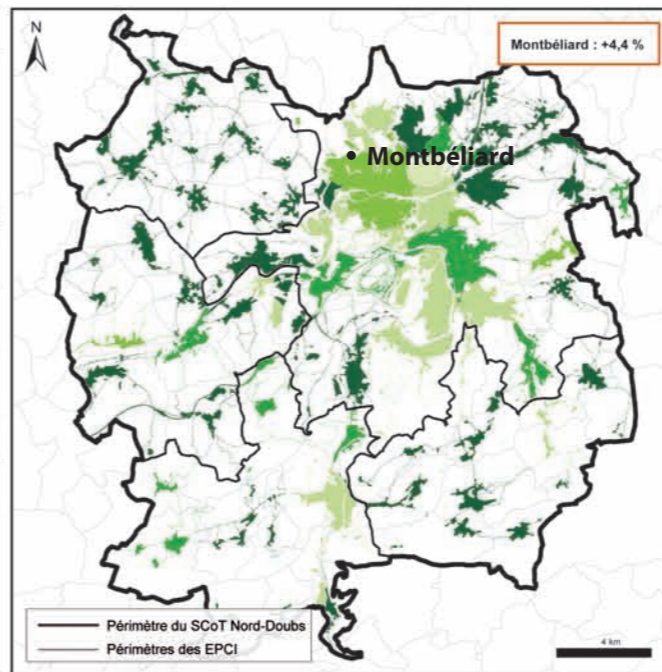 N
Montbéliard : +4,4 %
• Montbéliard
Périmètre du SCoT Nord-Doubs
Périmètres des EPCI
4 km